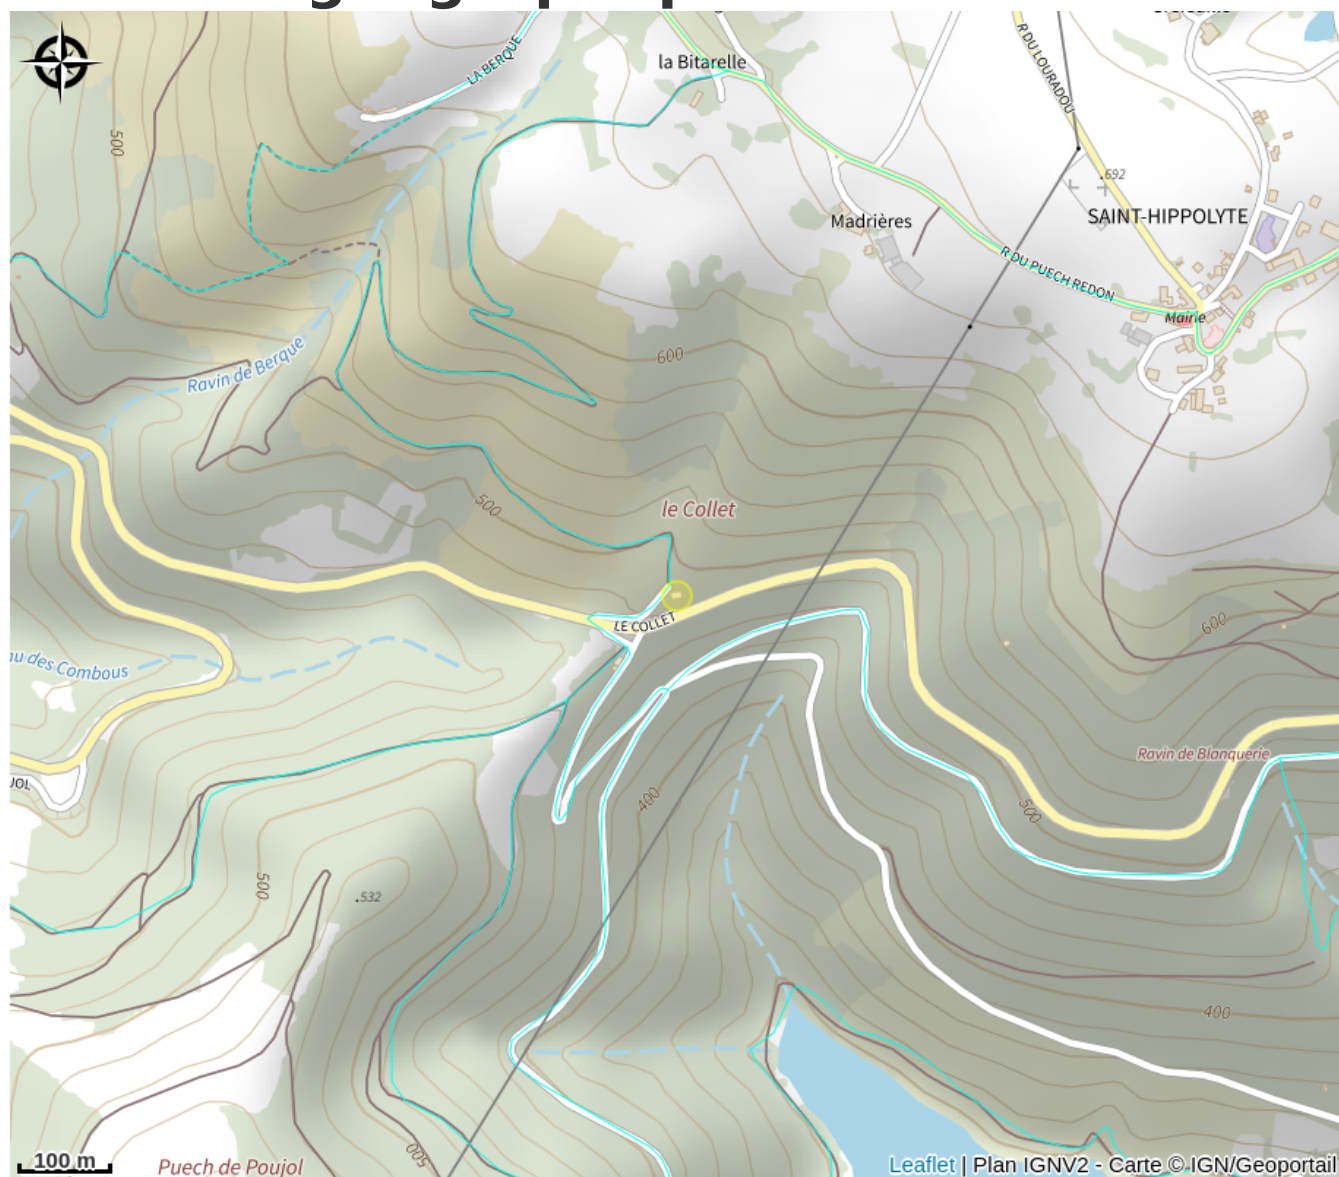 LA BERQUE
la Bitarelle
R DU LOURADOU
500
.692
SAINT-HIPPOLYTE
Madrières
R DU PUECH REDON
Mairie
Ravin de Berque
600
500
le Collet
LE COLLET
600
au des Combous
Ravin de Blanquerie
JOL
400
500
500
.532
400
500
100 m
Puech de Poujol
Leaflet | Plan IGNV2 - Carte © IGN/Geoportail